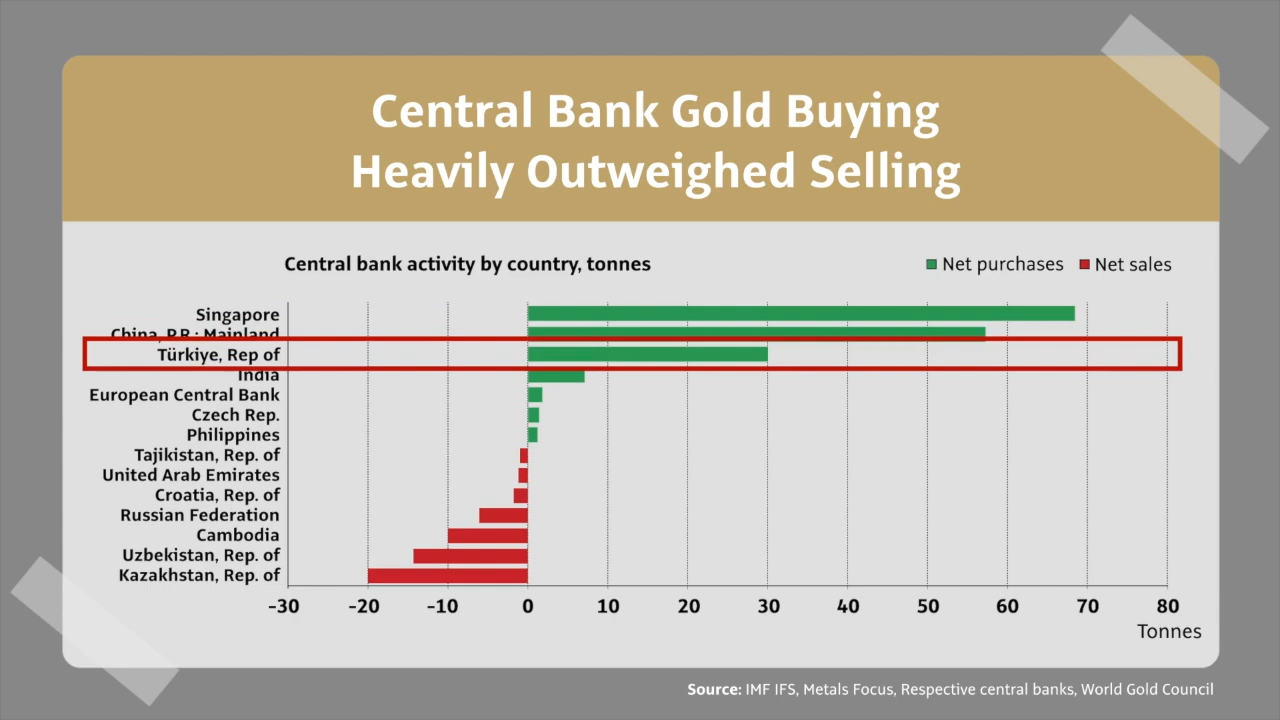 Central Bank Gold Buying
Heavily Outweighed Selling
Central bank activity by country, tonnes
Net purchases
Net sales
Singapore
China, P.R.: Mainland
Türkiye, Rep of
India
European Central Bank
Czech Rep.
Philippines
Tajikistan, Rep. of
United Arab Emirates
Croatia, Rep. of
Russian Federation
Cambodia
Uzbekistan, Rep. of
Kazakhstan, Rep. of
-30 -20 -10 0 10 20 30 40 50 60 70 80
Tonnes
Source: IMF IFS, Metals Focus, Respective central banks, World Gold Council